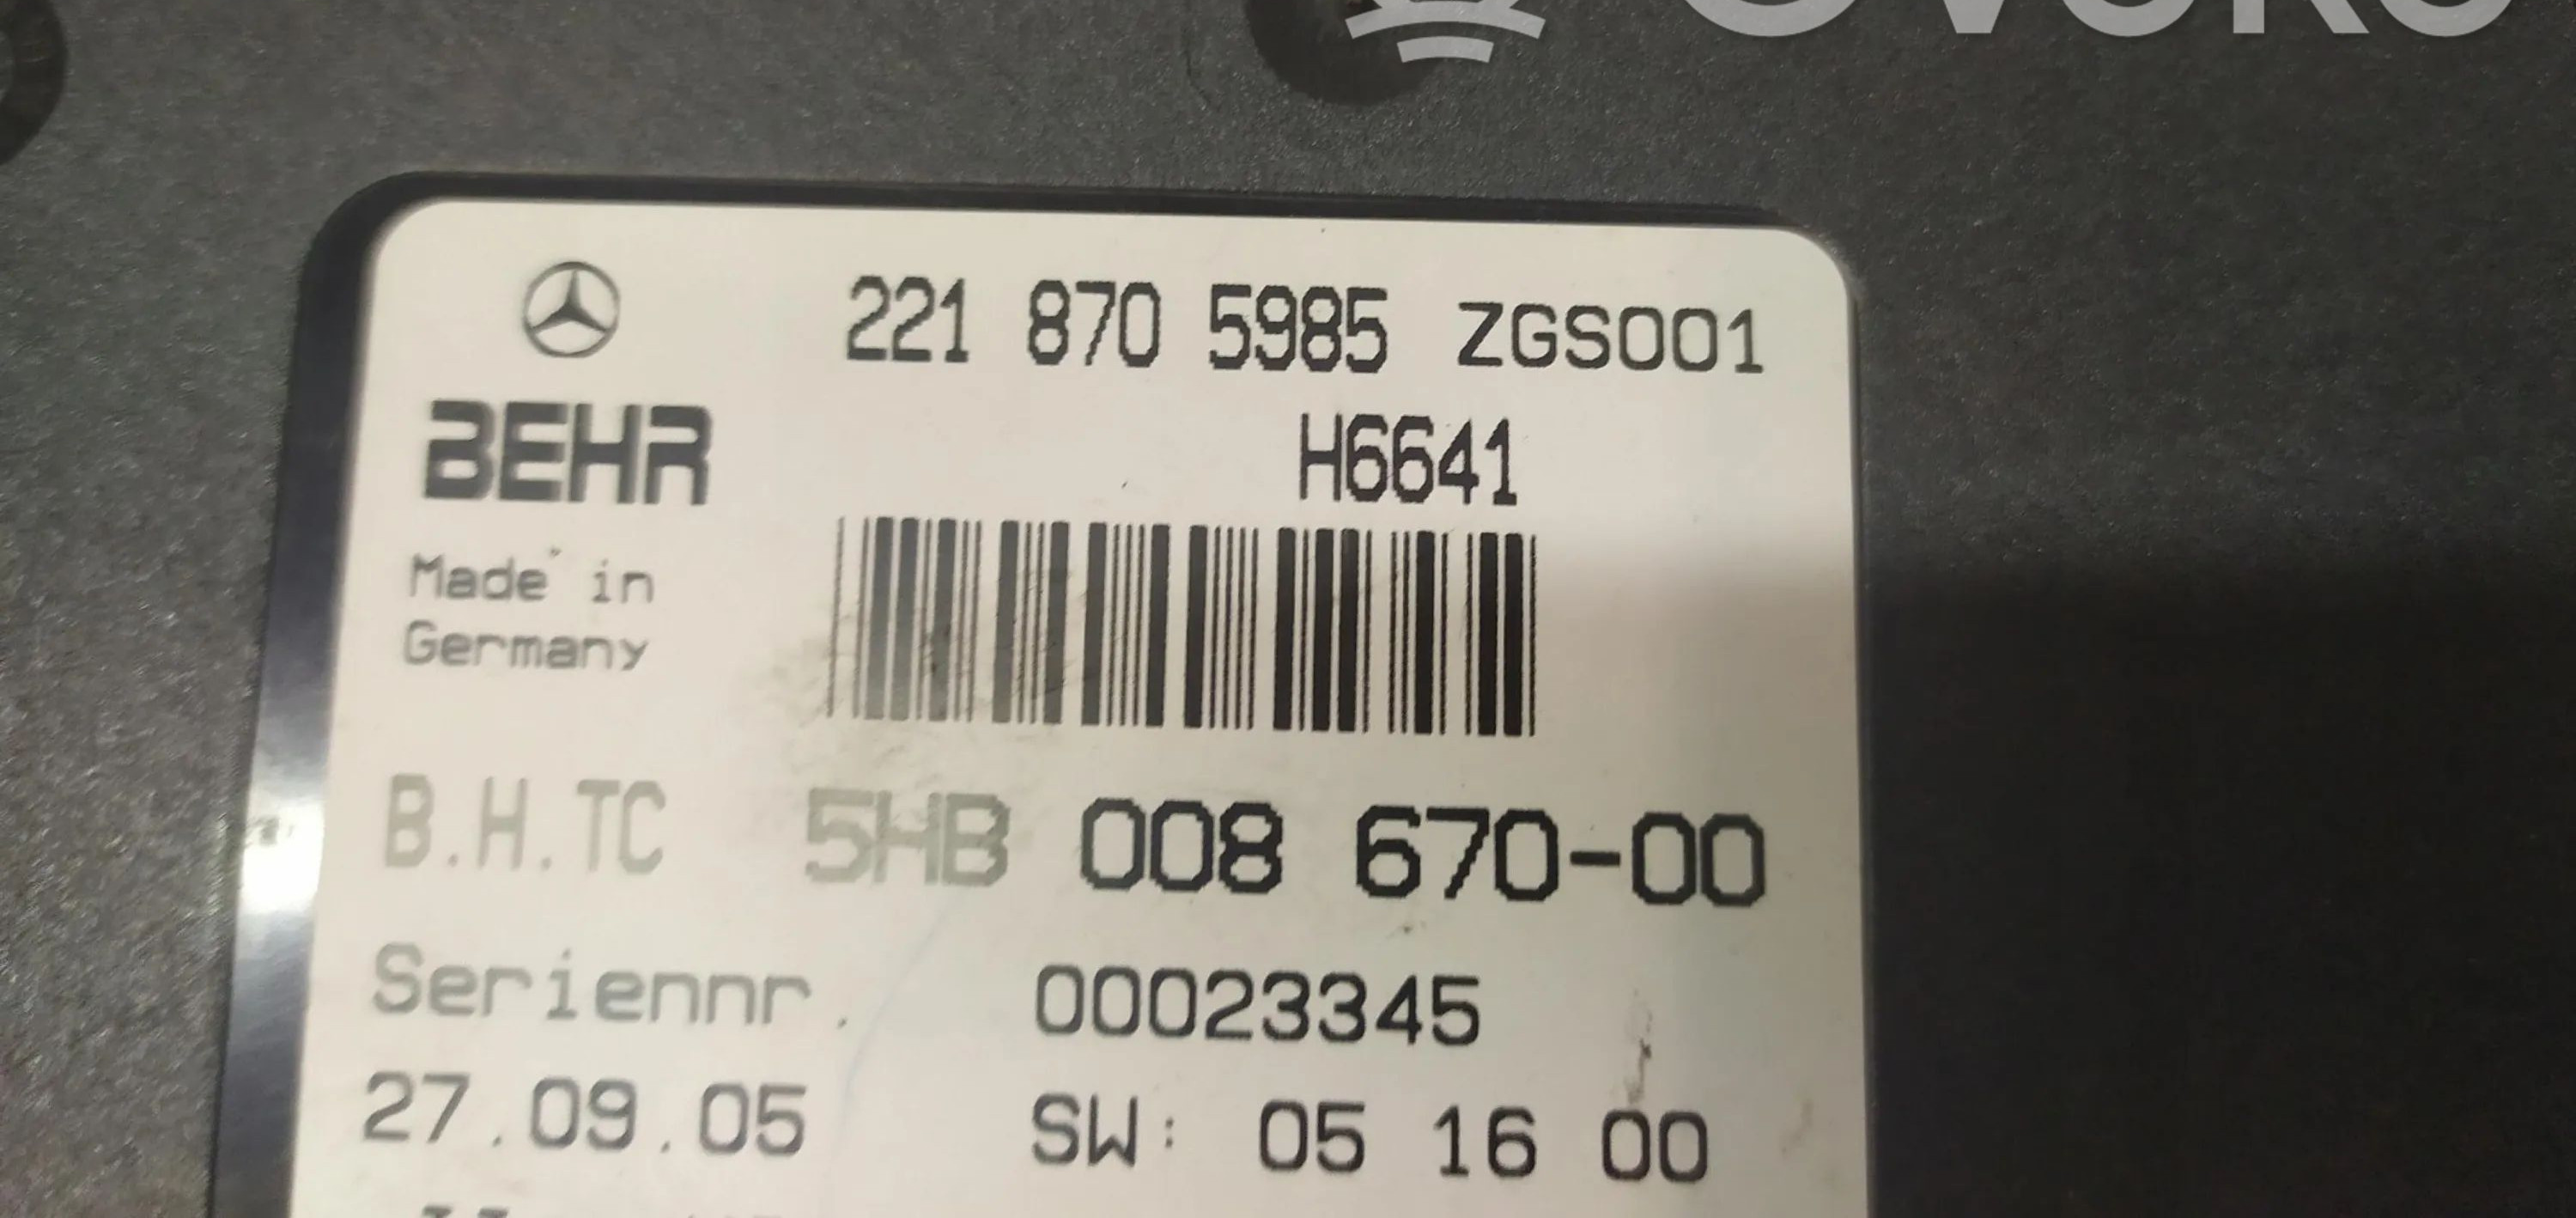 221 870 5985 ZGS001
BEHR
H6641
Made in
Germany
B.H.TC 5HB 008 670-00
Seriennr. 00023345
27.09.05 SW: 05 16 00